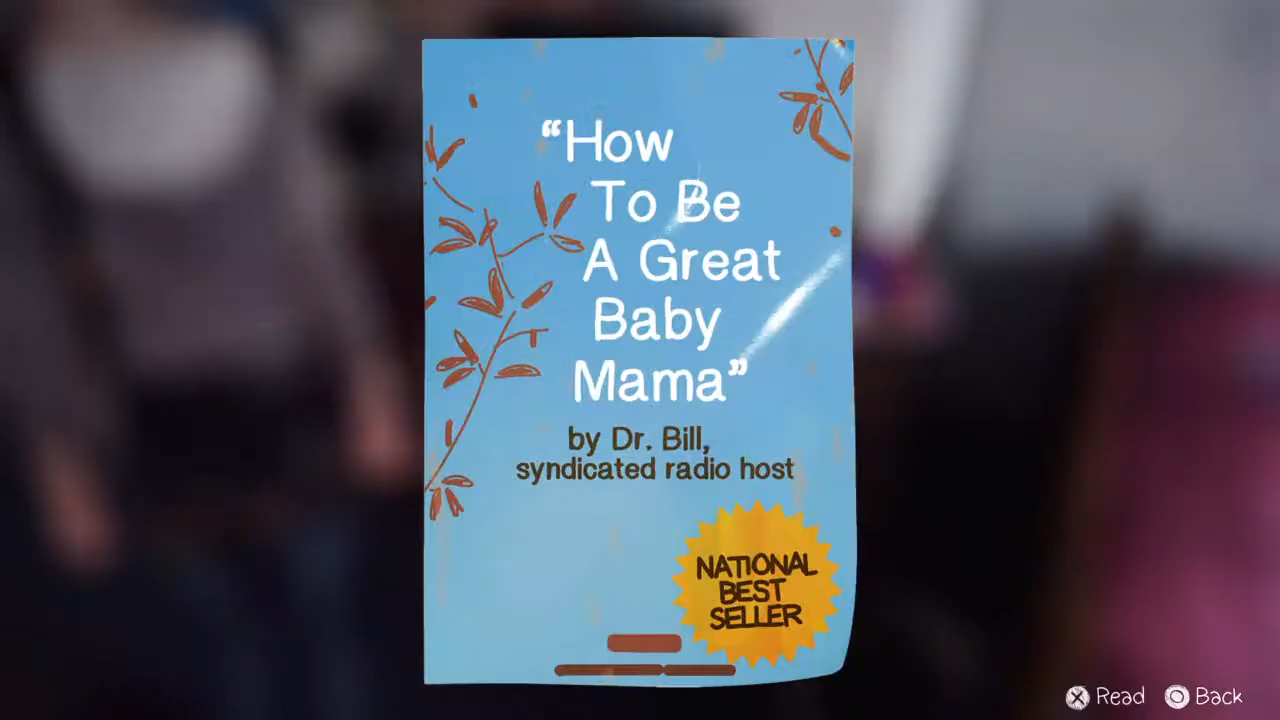 “How
To Be
A Great
Baby
Mama”
by Dr. Bill,
syndicated radio host
NATIONAL
BEST
SELLER
Read Back